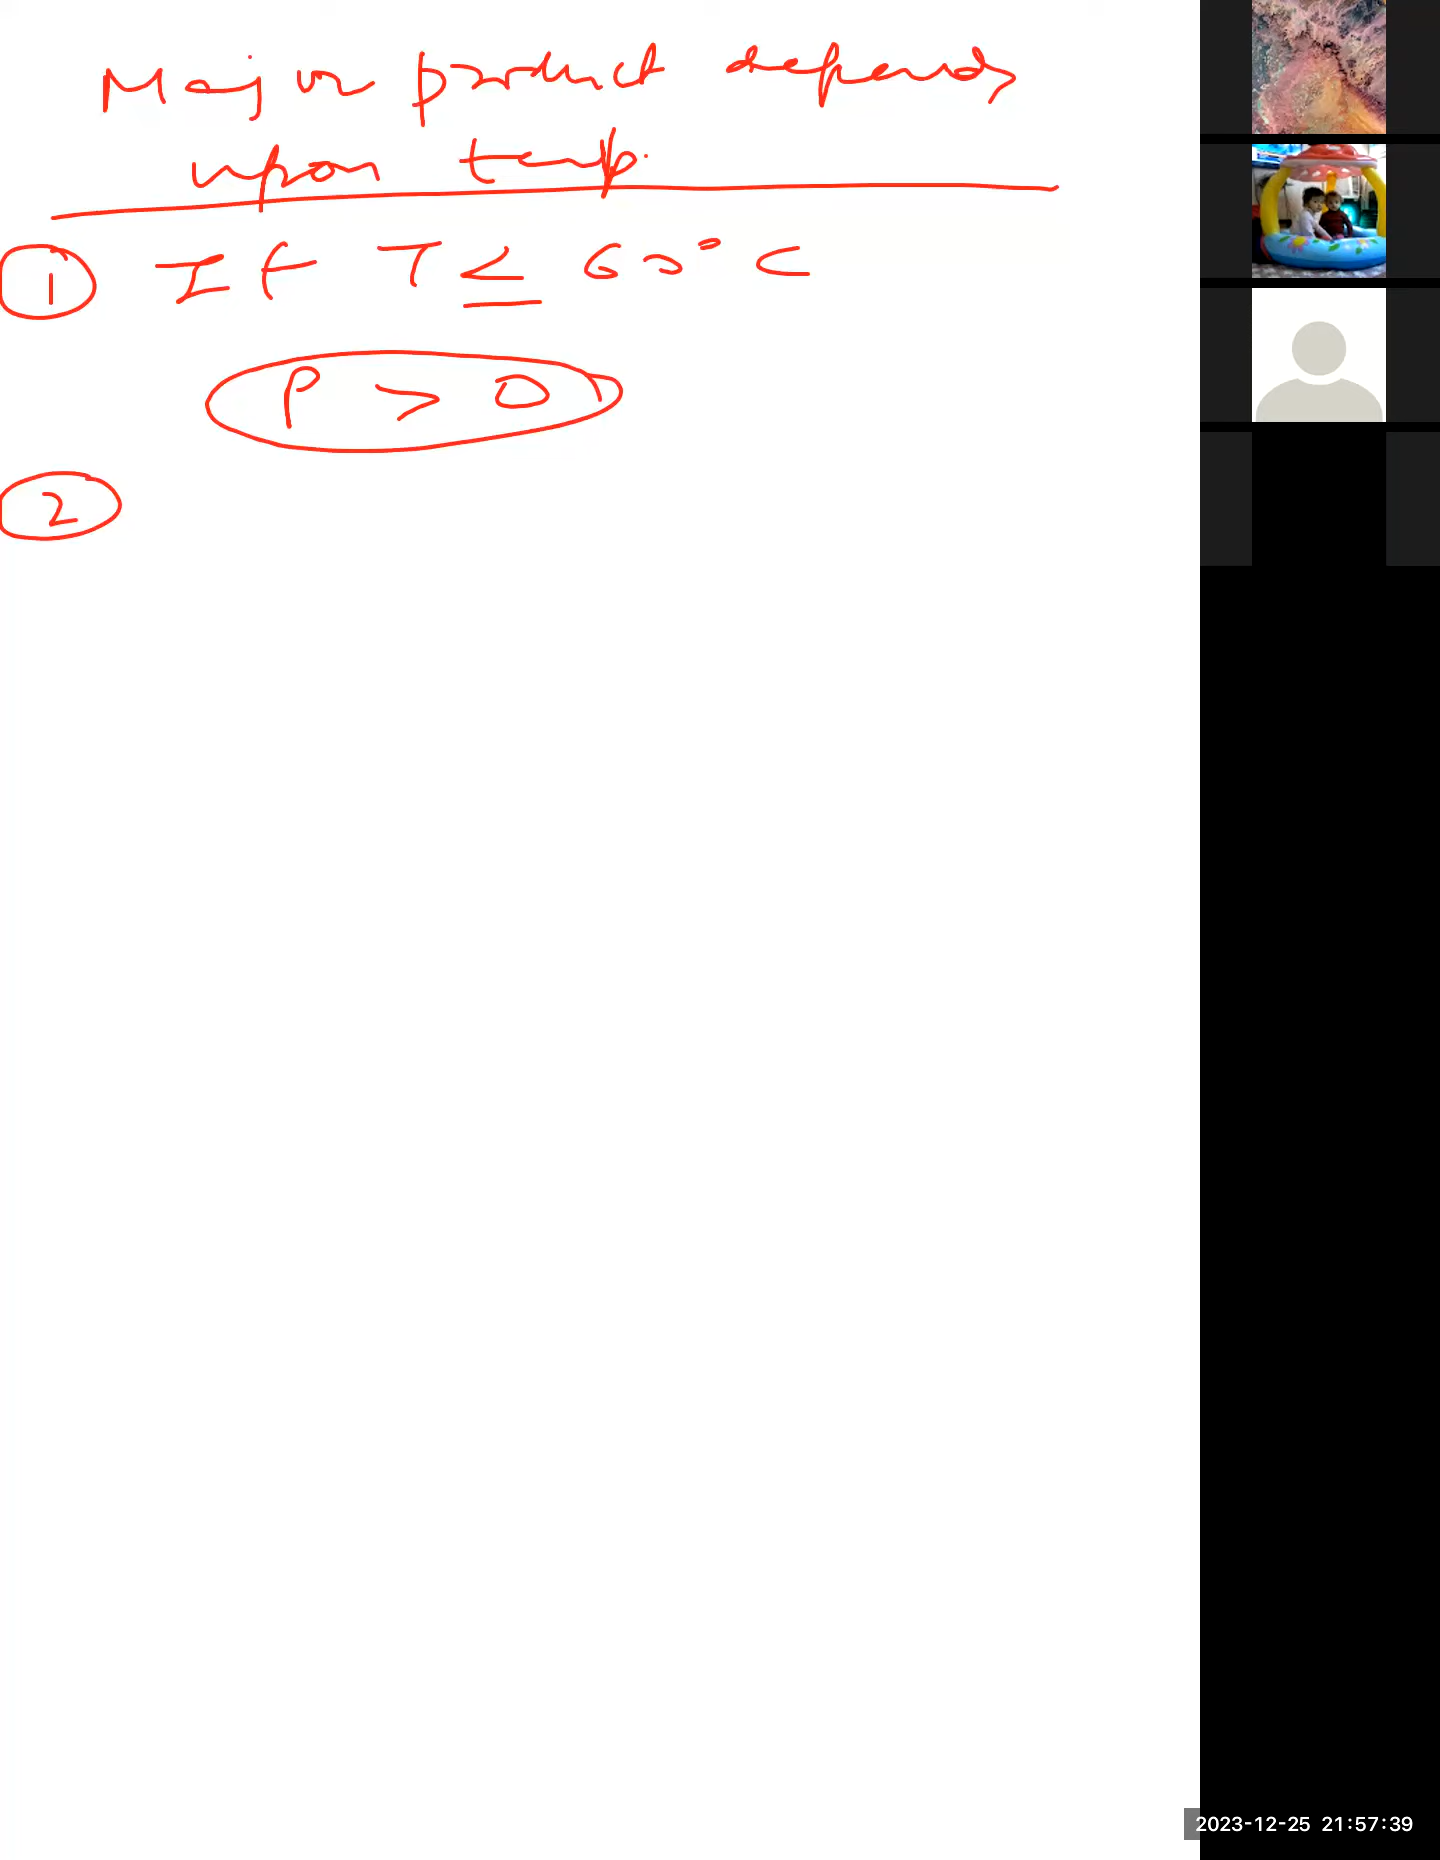 Major product depends
upon temp.
① If T ≤ 60°C
P > O
②
2023-12-25 21:57:39